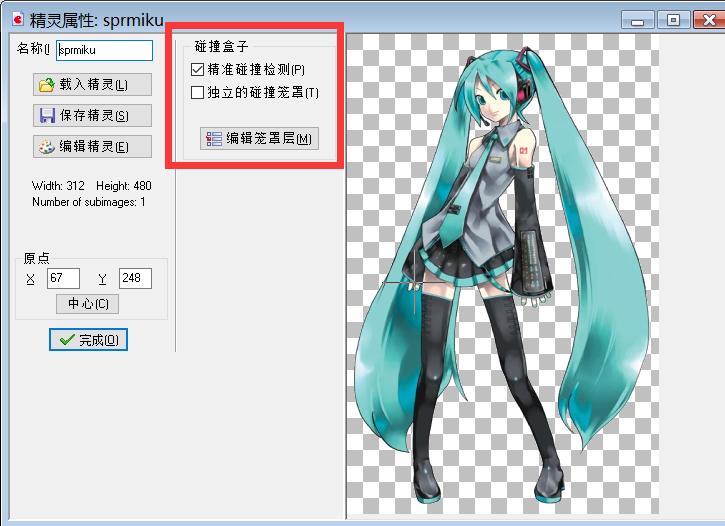 精灵属性: sprmiku
名称(
sprmiku
载入精灵(L)
保存精灵(S)
编辑精灵(E)
Width: 312 Height: 480
Number of subimages: 1
原点
X 67 Y 248
中心(C)
完成(O)
碰撞盒子
精准碰撞检测(P)
独立的碰撞笼罩(T)
编辑笼罩层(M)
01